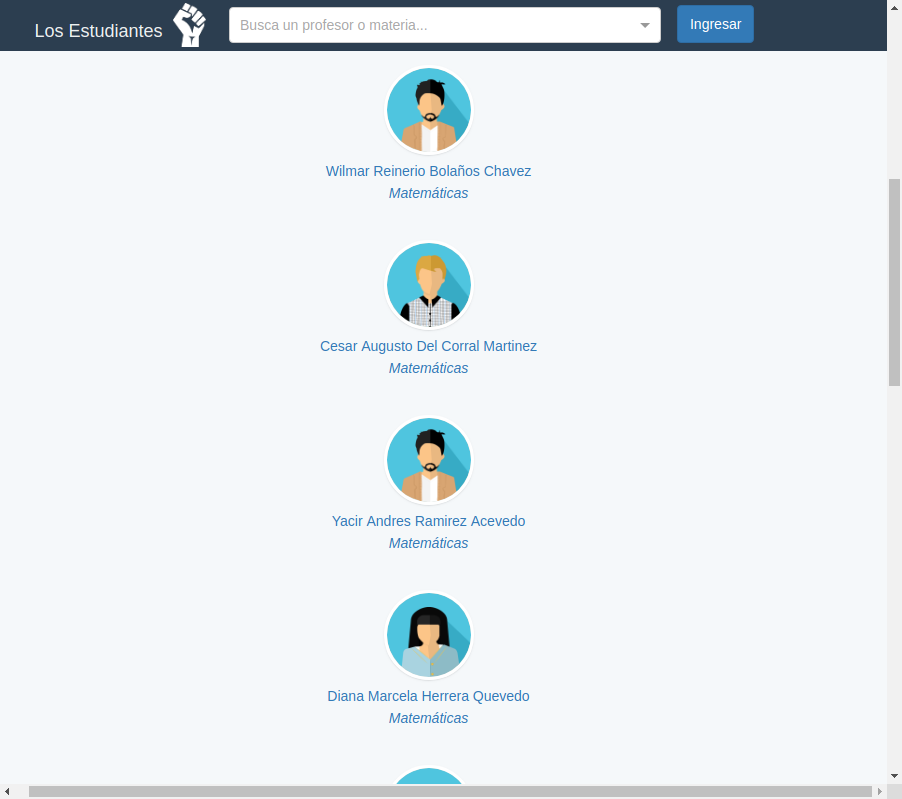 Los Estudiantes
Busca un profesor o materia...
Ingresar
Wilmar Reinerio Bolaños Chavez
Matemáticas
Cesar Augusto Del Corral Martinez
Matemáticas
Yacir Andres Ramirez Acevedo
Matemáticas
Diana Marcela Herrera Quevedo
Matemáticas